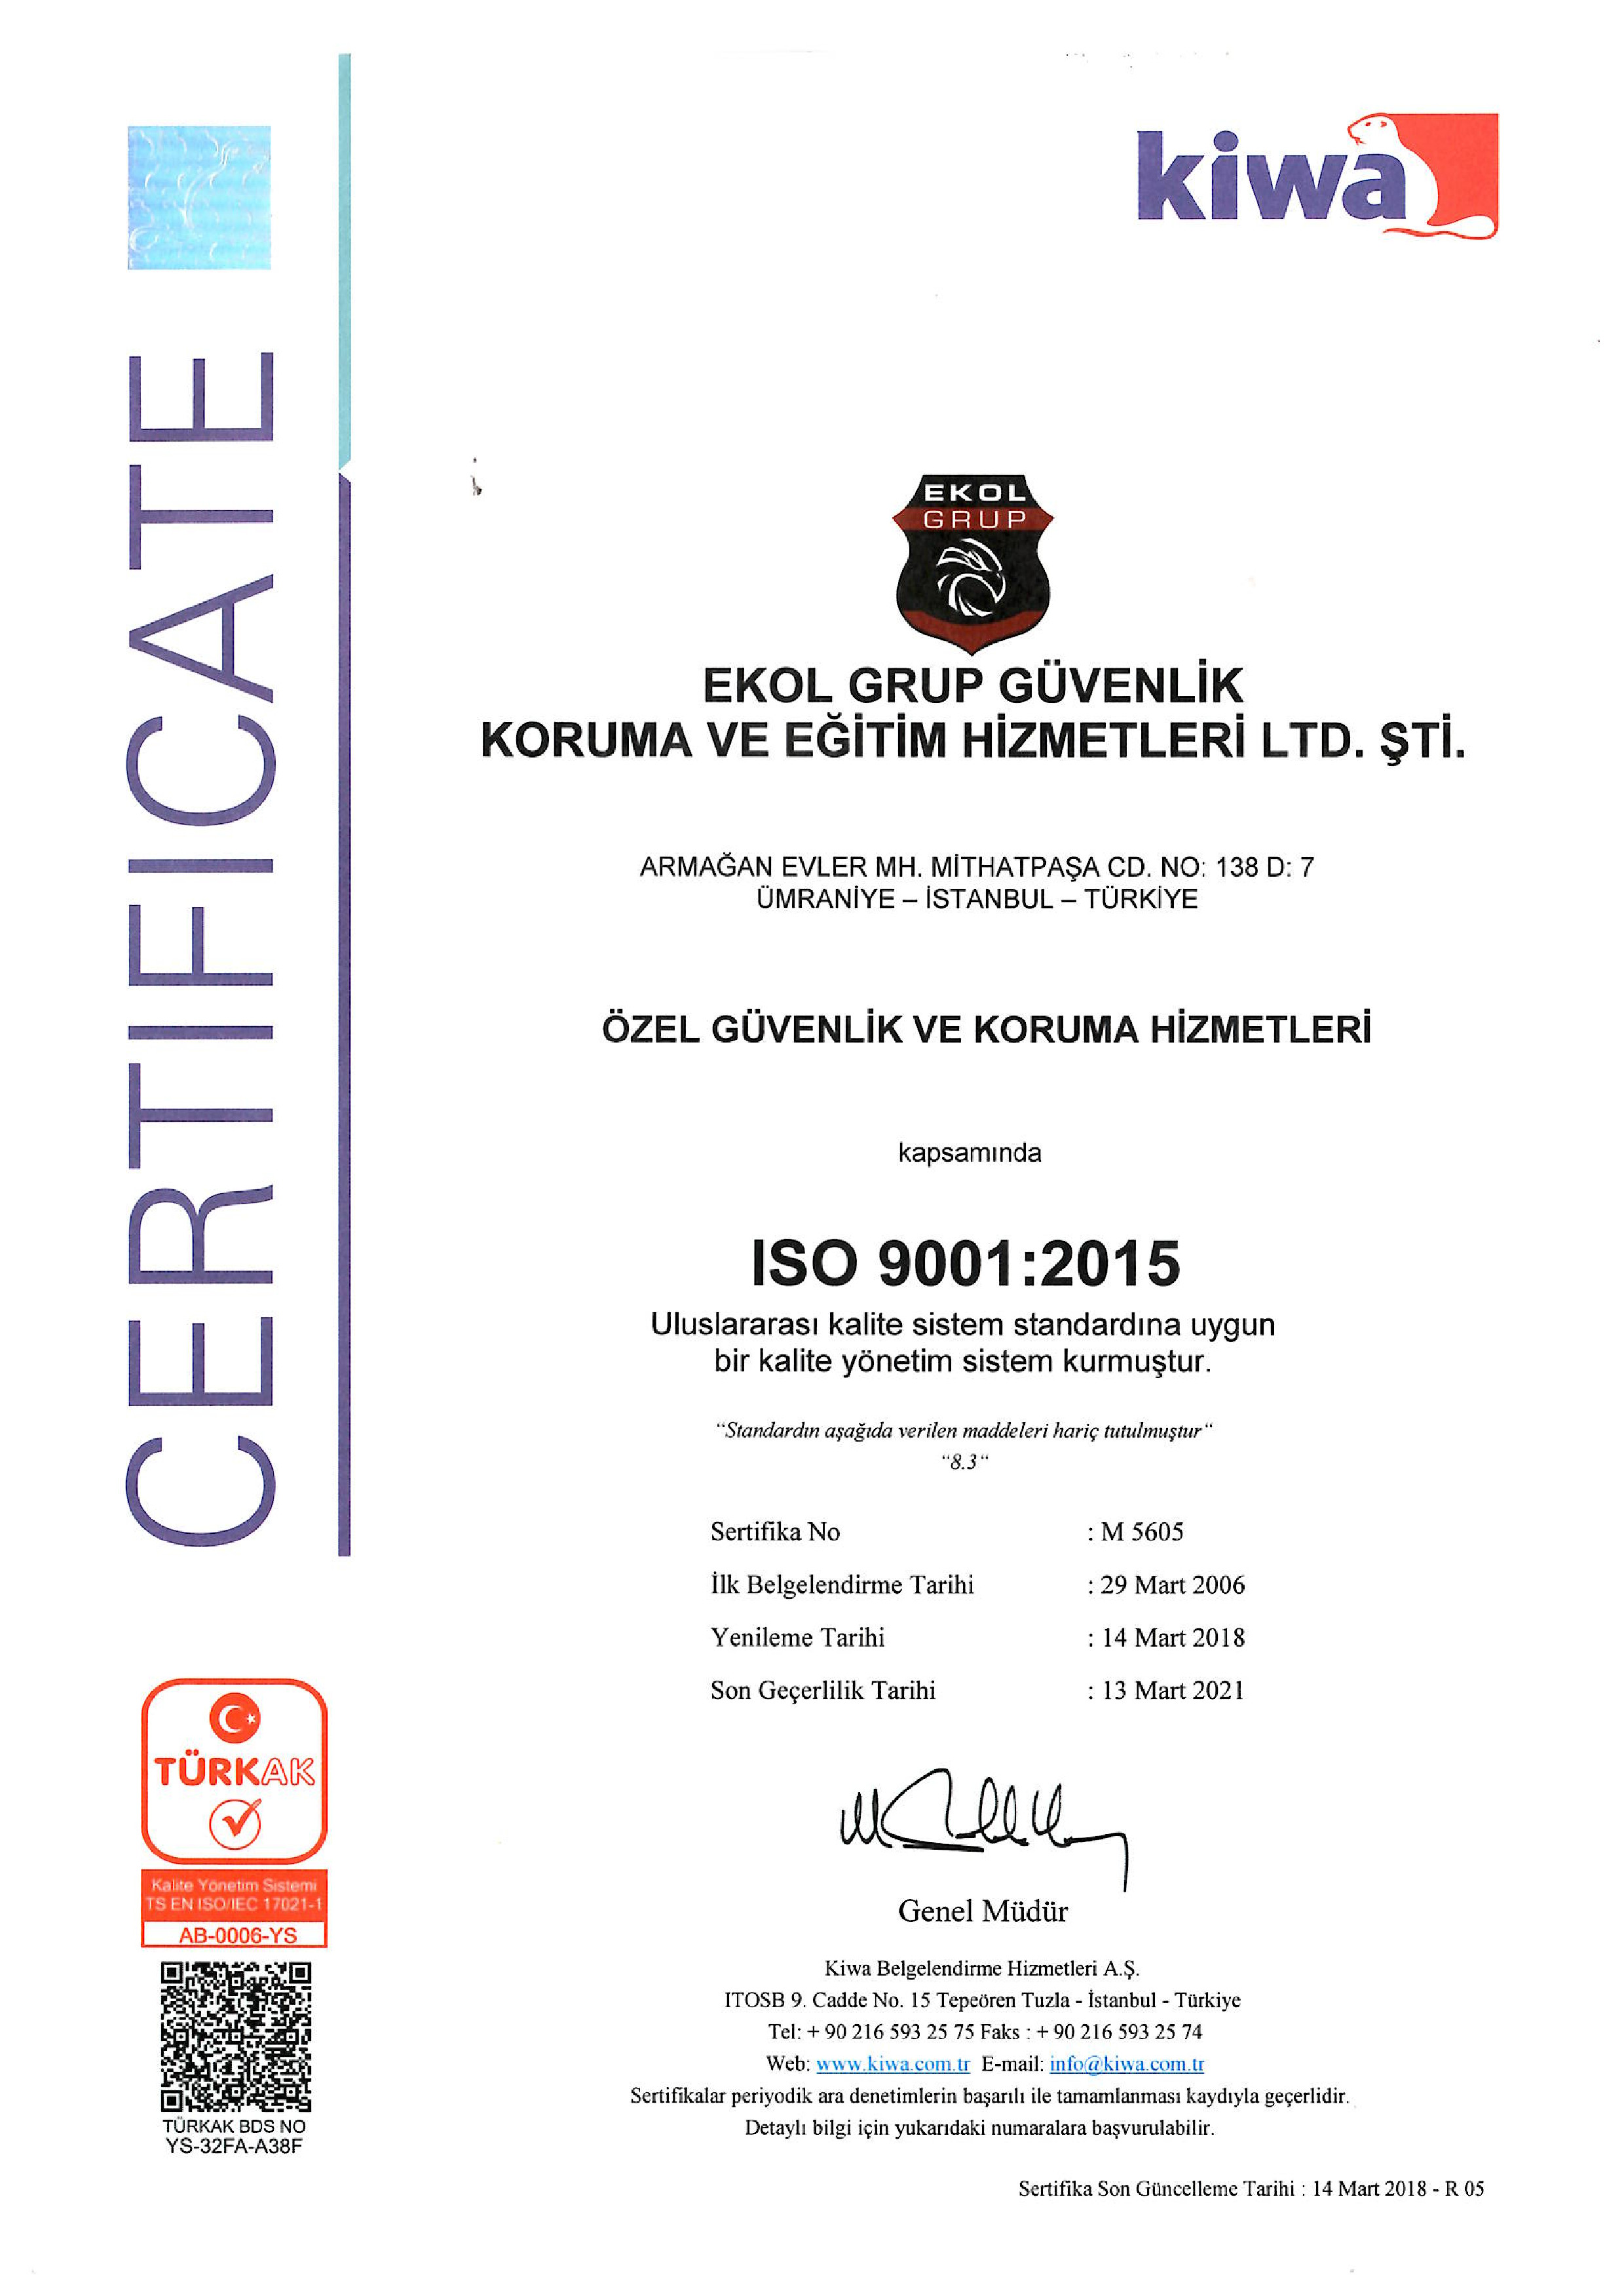 kiwa
CERTIFICATE
EKOL
GRUP
EKOL GRUP GÜVENLİK
KORUMA VE EĞİTİM HİZMETLERİ LTD. ŞTİ.
ARMAĞAN EVLER MH. MİTHATPAŞA CD. NO: 138 D: 7
ÜMRANİYE – İSTANBUL – TÜRKİYE
ÖZEL GÜVENLİK VE KORUMA HİZMETLERİ
kapsamında
ISO 9001:2015
Uluslararası kalite sistem standardına uygun
bir kalite yönetim sistem kurmuştur.
“Standardın aşağıda verilen maddeleri hariç tutulmuştur“
“8.3“
Sertifika No : M 5605
İlk Belgelendirme Tarihi : 29 Mart 2006
Yenileme Tarihi : 14 Mart 2018
Son Geçerlilik Tarihi : 13 Mart 2021
Genel Müdür
Kiwa Belgelendirme Hizmetleri A.Ş.
ITOSB 9. Cadde No. 15 Tepeören Tuzla - İstanbul - Türkiye
Tel: + 90 216 593 25 75 Faks : + 90 216 593 25 74
Web: www.kiwa.com.tr E-mail: info@kiwa.com.tr
Sertifikalar periyodik ara denetimlerin başarılı ile tamamlanması kaydıyla geçerlidir.
Detaylı bilgi için yukarıdaki numaralara başvurulabilir.
Sertifika Son Güncelleme Tarihi : 14 Mart 2018 - R 05
TÜRKAK
Kalite Yönetim Sistemi
TS EN ISO/IEC 17021-1
AB-0006-YS
TÜRKAK BDS NO
YS-32FA-A38F